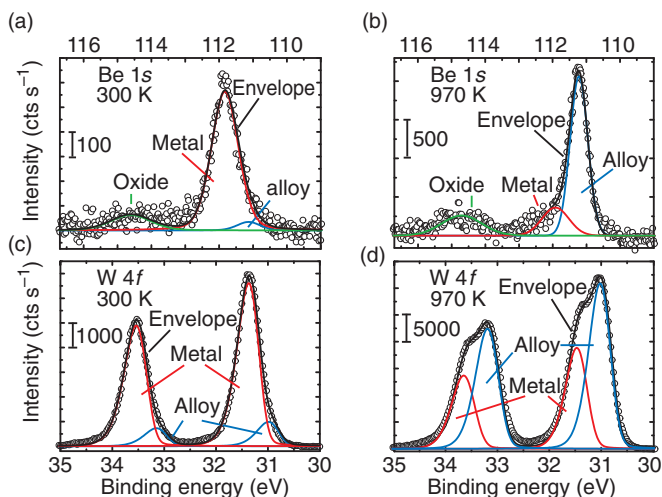 (a)
116 114 112 110
Be 1s
300 K
Envelope
100
Metal
Oxide
alloy
Intensity (cts s⁻¹)
(b)
116 114 112 110
Be 1s
970 K
Envelope
500
Oxide
Metal
Alloy
(c)
W 4f
300 K
Envelope
1000
Metal
Alloy
Intensity (cts s⁻¹)
35 34 33 32 31 30
Binding energy (eV)
(d)
W 4f
970 K
Envelope
5000
Alloy
Metal
35 34 33 32 31 30
Binding energy (eV)